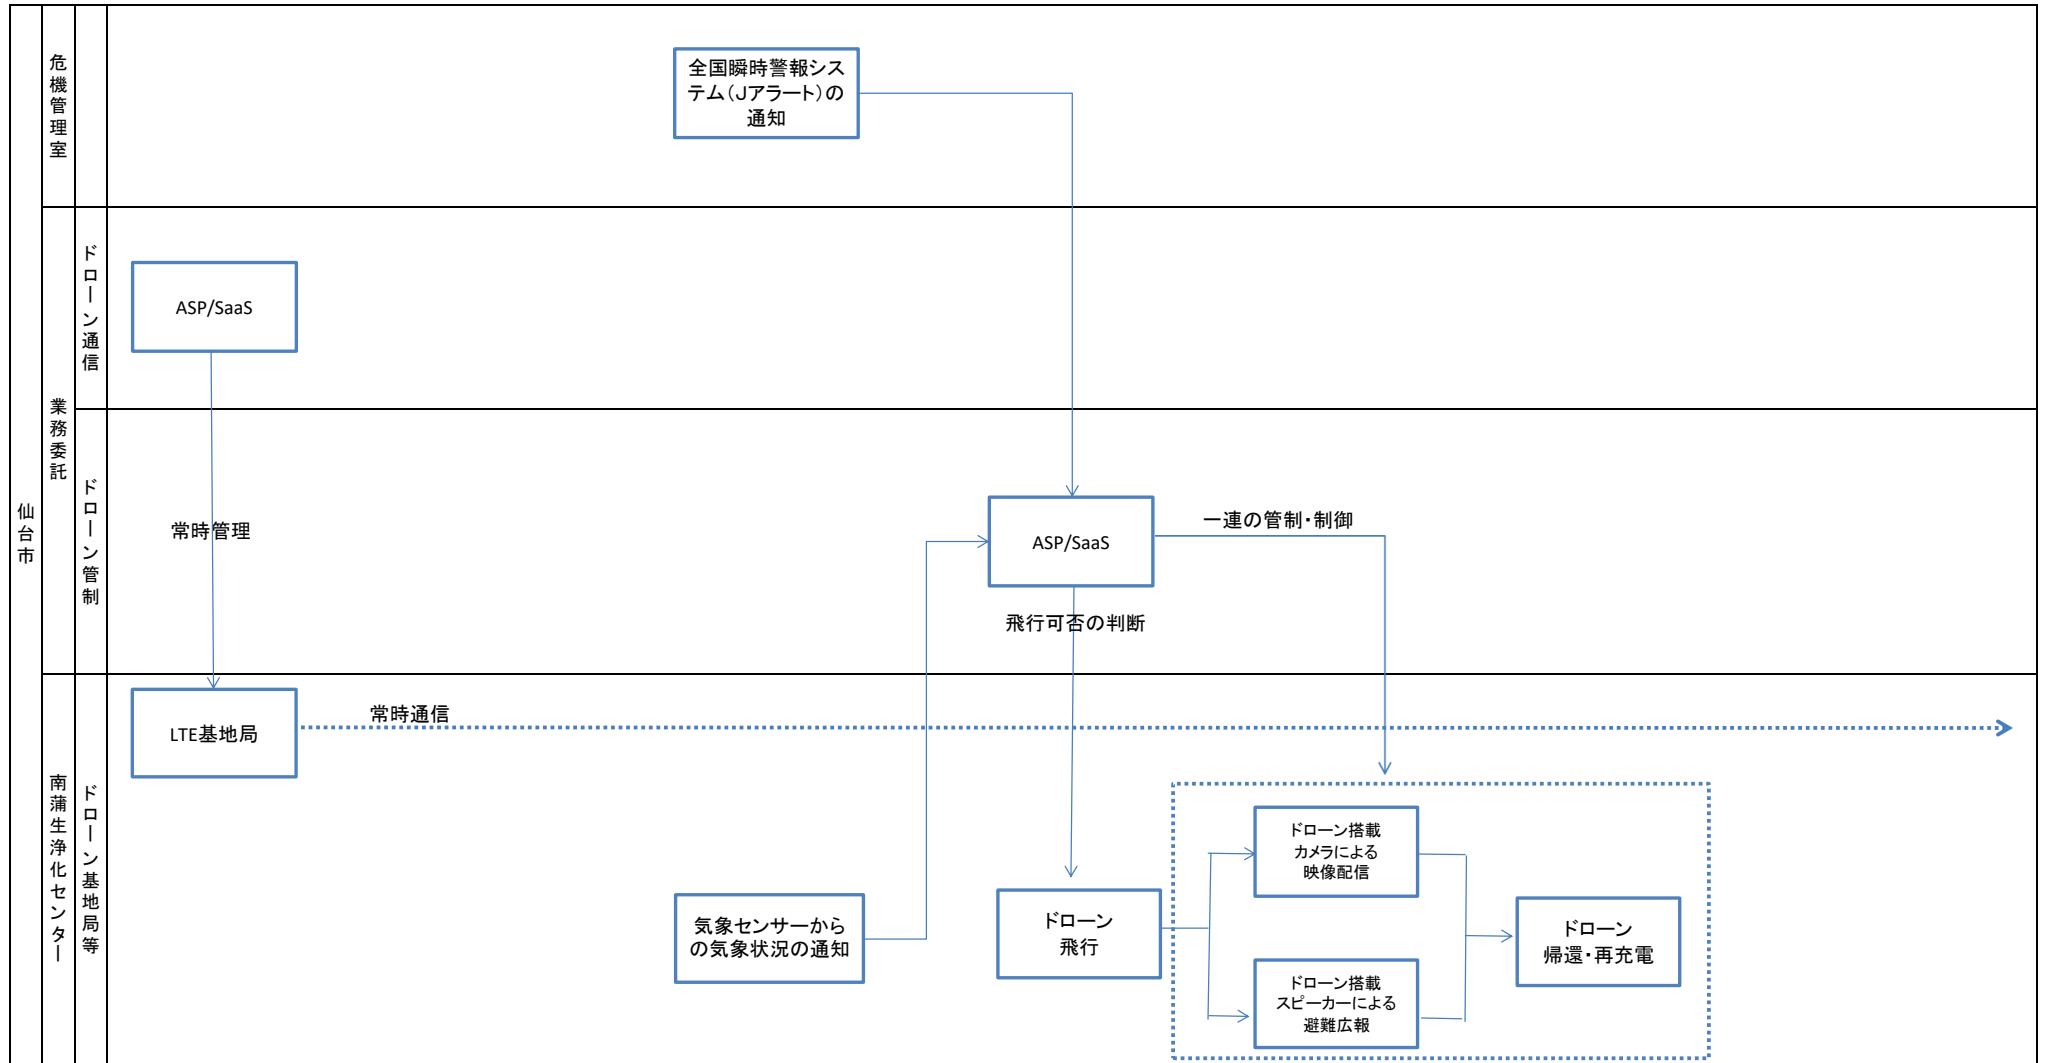 仙台市
危機管理室
業務委託
南蒲生浄化センター
ドローン通信
ドローン管制
ドローン基地局等
全国瞬時警報シス
テム(Jアラート)の
通知
ASP/SaaS
常時管理
ASP/SaaS
一連の管制・制御
飛行可否の判断
LTE基地局
常時通信
気象センサーから
の気象状況の通知
ドローン
飛行
ドローン搭載
カメラによる
映像配信
ドローン搭載
スピーカーによる
避難広報
ドローン
帰還・再充電